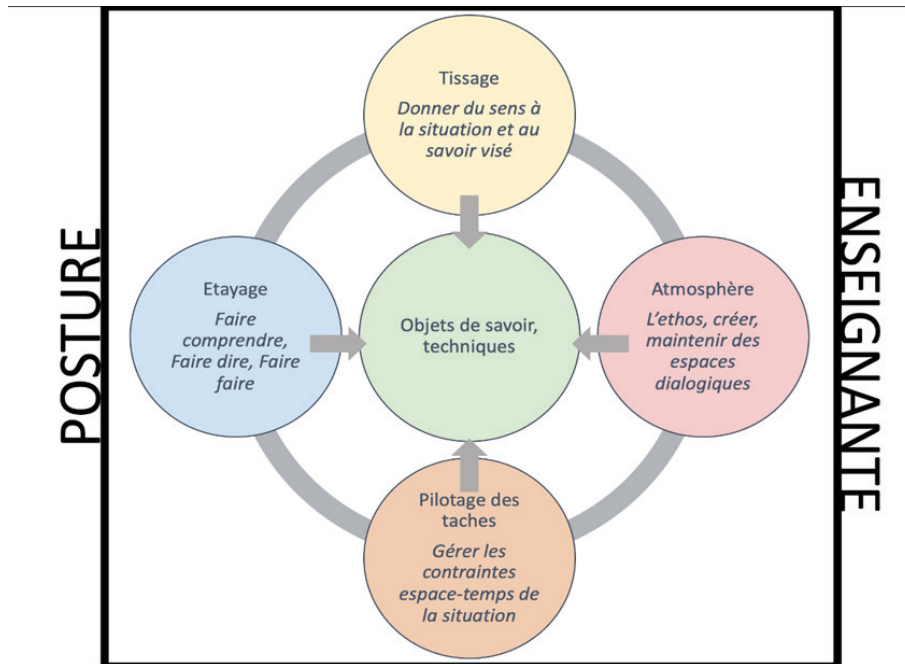 Tissage
Donner du sens à
la situation et au
savoir visé
POSTURE
Etayage
Faire
comprendre,
Faire dire, Faire
faire
Objets de savoir,
techniques
Atmosphère
L'ethos, créer,
maintenir des
espaces
dialogiques
ENSEIGNANTE
Pilotage des
taches
Gérer les
contraintes
espace-temps de
la situation